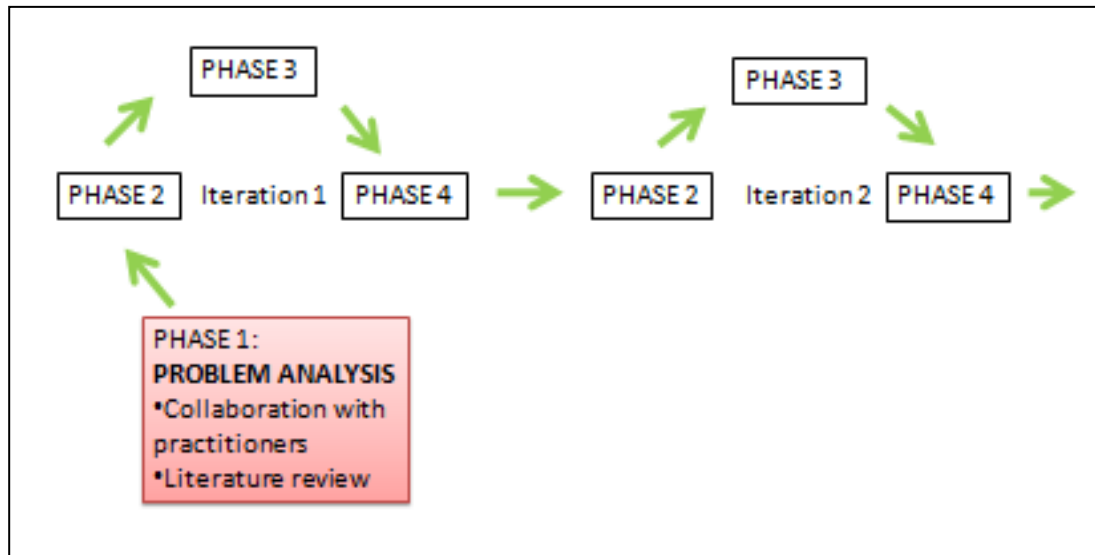 PHASE 3
PHASE 3
PHASE 2
Iteration 1
PHASE 4
PHASE 2
Iteration 2
PHASE 4
PHASE 1:
PROBLEM ANALYSIS
•Collaboration with
practitioners
•Literature review